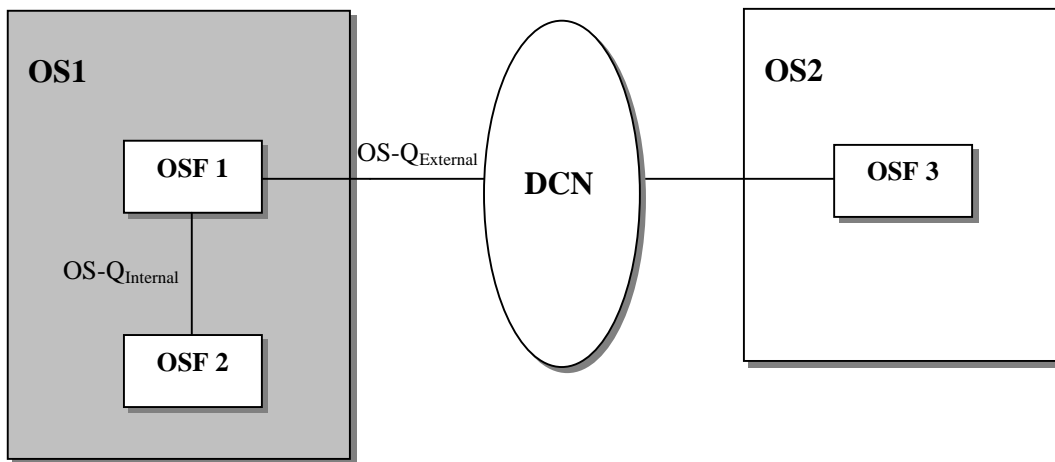 OS1
OS2
OSF 1
OS-QExternal
DCN
OSF 3
OS-QInternal
OSF 2